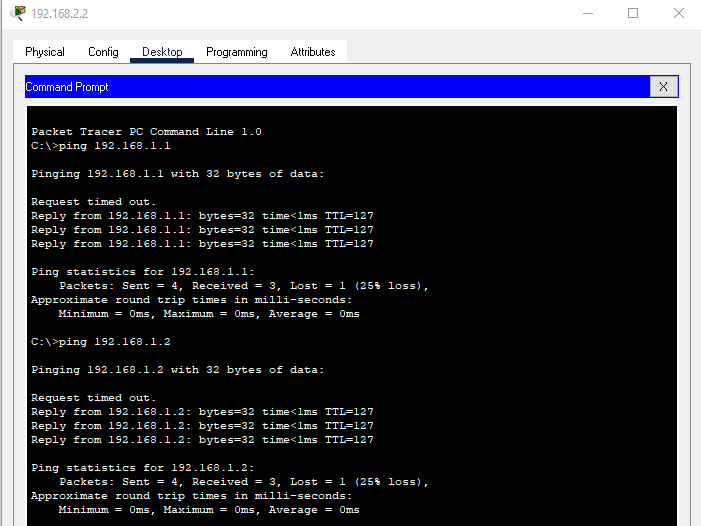 192.168.2.2
Physical Config Desktop Programming Attributes
Command Prompt X
Packet Tracer PC Command Line 1.0
C:\>ping 192.168.1.1
Pinging 192.168.1.1 with 32 bytes of data:
Request timed out.
Reply from 192.168.1.1: bytes=32 time<1ms TTL=127
Reply from 192.168.1.1: bytes=32 time<1ms TTL=127
Reply from 192.168.1.1: bytes=32 time<1ms TTL=127
Ping statistics for 192.168.1.1:
Packets: Sent = 4, Received = 3, Lost = 1 (25% loss),
Approximate round trip times in milli-seconds:
Minimum = 0ms, Maximum = 0ms, Average = 0ms
C:\>ping 192.168.1.2
Pinging 192.168.1.2 with 32 bytes of data:
Request timed out.
Reply from 192.168.1.2: bytes=32 time<1ms TTL=127
Reply from 192.168.1.2: bytes=32 time<1ms TTL=127
Reply from 192.168.1.2: bytes=32 time<1ms TTL=127
Ping statistics for 192.168.1.2:
Packets: Sent = 4, Received = 3, Lost = 1 (25% loss),
Approximate round trip times in milli-seconds:
Minimum = 0ms, Maximum = 0ms, Average = 0ms